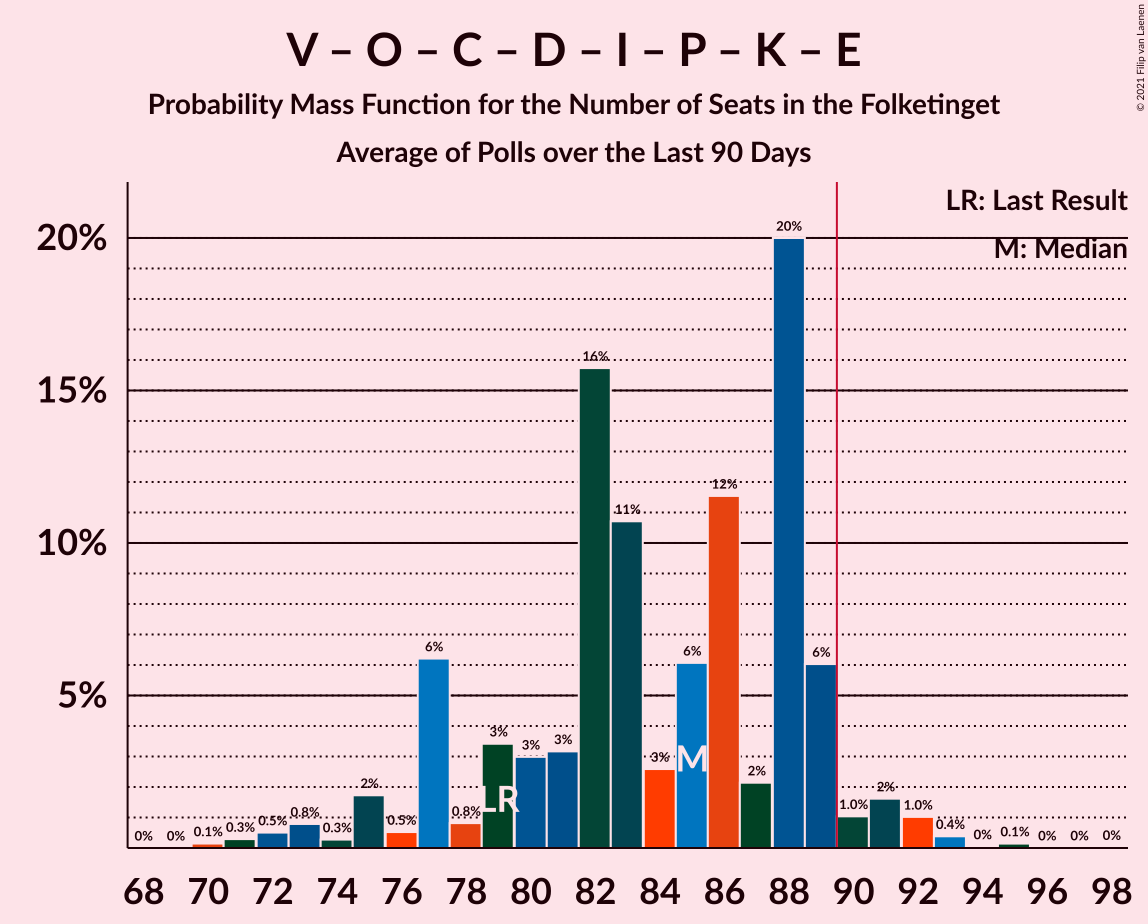 V – O – C – D – I – P – K – E
Probability Mass Function for the Number of Seats in the Folketinget
Average of Polls over the Last 90 Days
© 2021 Filip van Laenen
LR: Last Result
M: Median
20%
15%
10%
5%
0% 0% 0.1% 0.3% 0.5% 0.8% 0.3% 2% 0.5% 6% 0.8% 3% 3% 3% 16% 11% 3% 6% 12% 2% 20% 6% 1.0% 2% 1.0% 0.4% 0% 0.1% 0% 0% 0%
LR
M
68 70 72 74 76 78 80 82 84 86 88 90 92 94 96 98